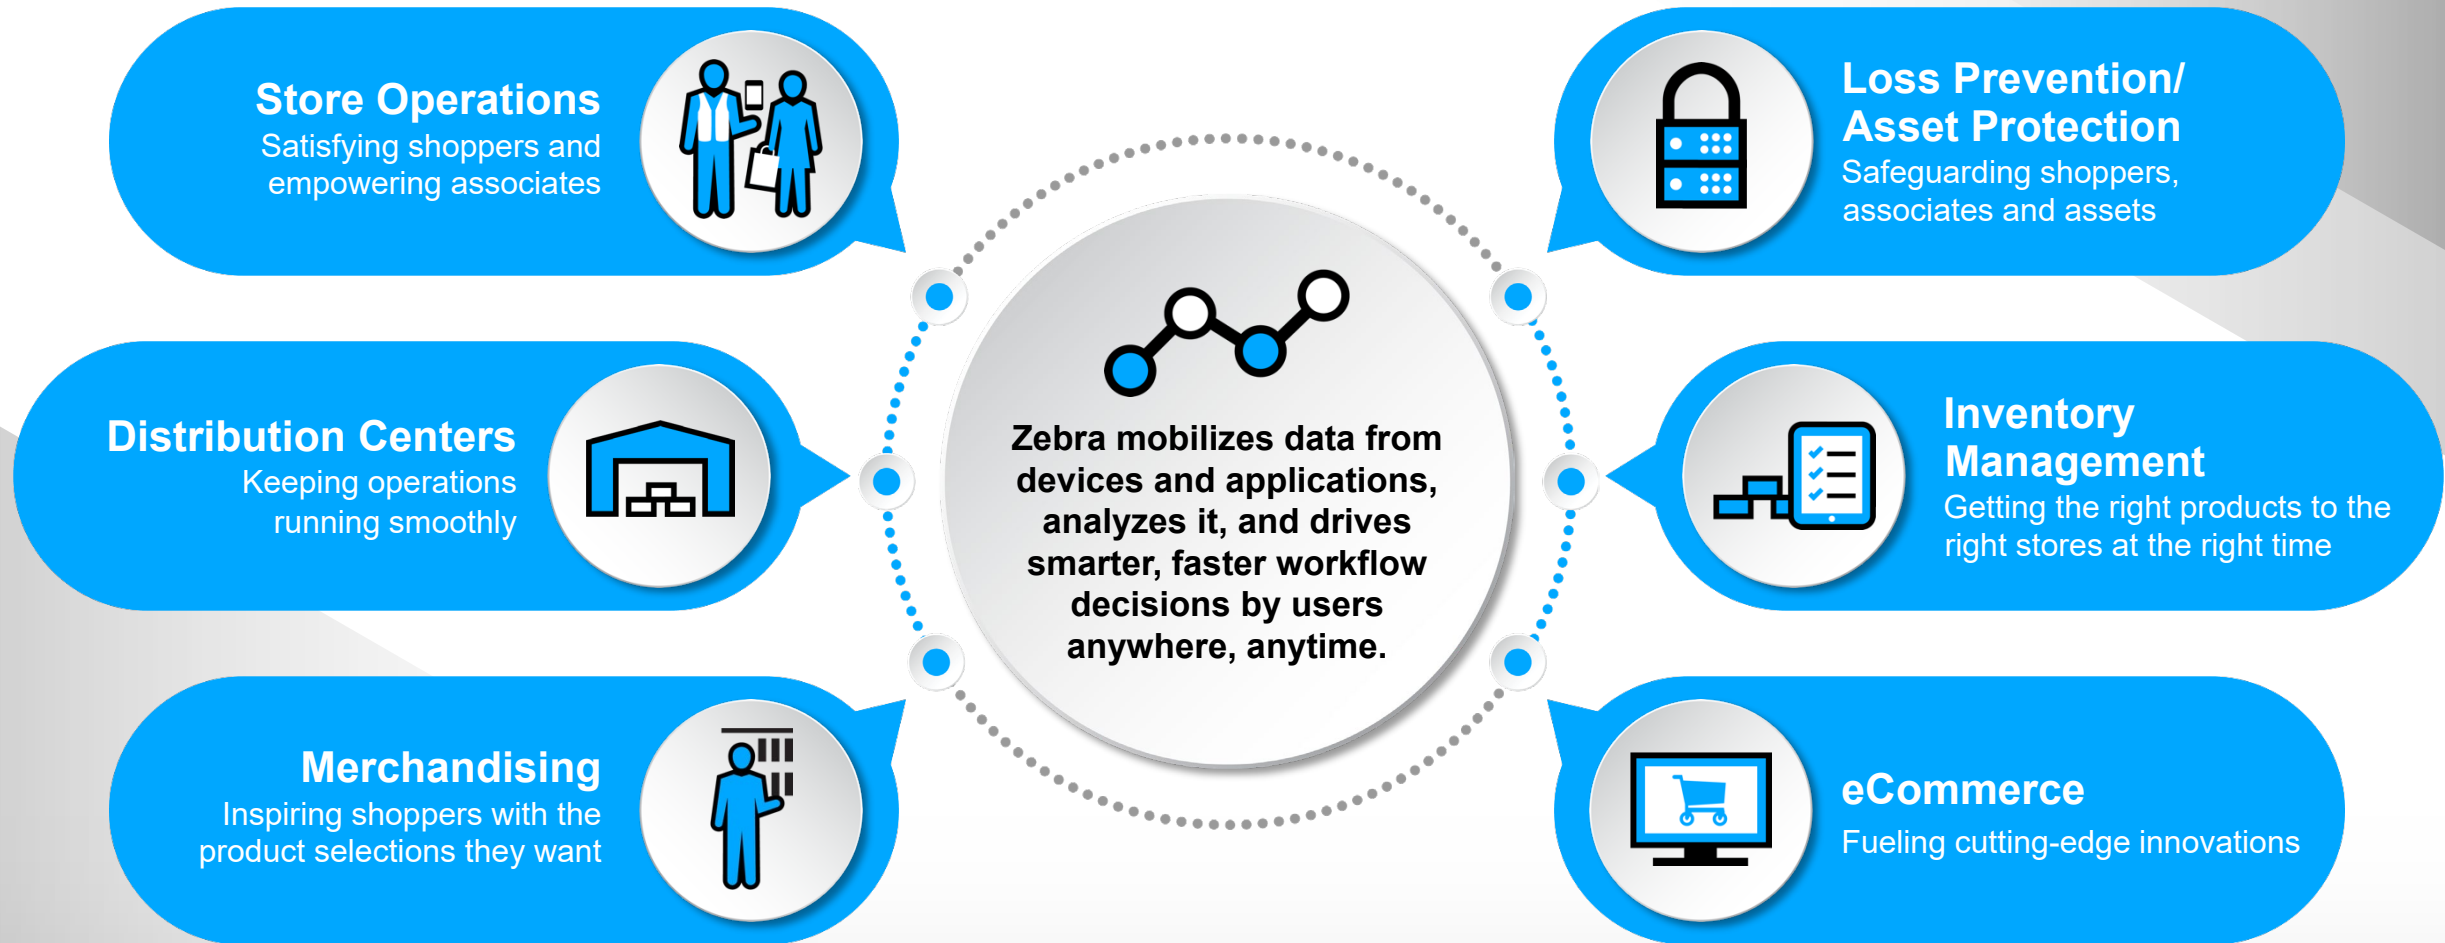 Store Operations
Satisfying shoppers and
empowering associates
Distribution Centers
Keeping operations
running smoothly
Merchandising
Inspiring shoppers with the
product selections they want
Zebra mobilizes data from
devices and applications,
analyzes it, and drives
smarter, faster workflow
decisions by users
anywhere, anytime.
Loss Prevention/
Asset Protection
Safeguarding shoppers,
associates and assets
Inventory
Management
Getting the right products to the
right stores at the right time
eCommerce
Fueling cutting-edge innovations